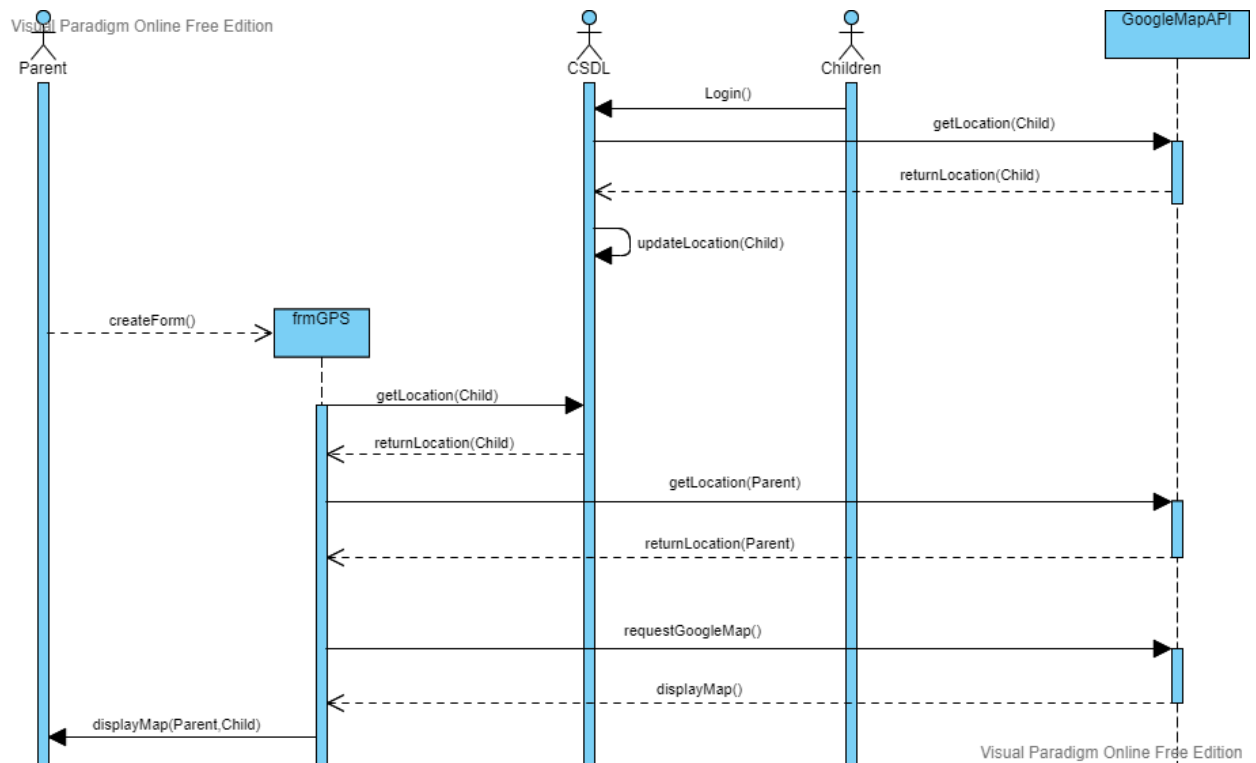 Visual Paradigm Online Free Edition
Parent
CSDL
Children
GoogleMapAPI
Login()
getLocation(Child)
returnLocation(Child)
updateLocation(Child)
createForm()
frmGPS
getLocation(Child)
returnLocation(Child)
getLocation(Parent)
returnLocation(Parent)
requestGoogleMap()
displayMap()
displayMap(Parent,Child)
Visual Paradigm Online Free Edition